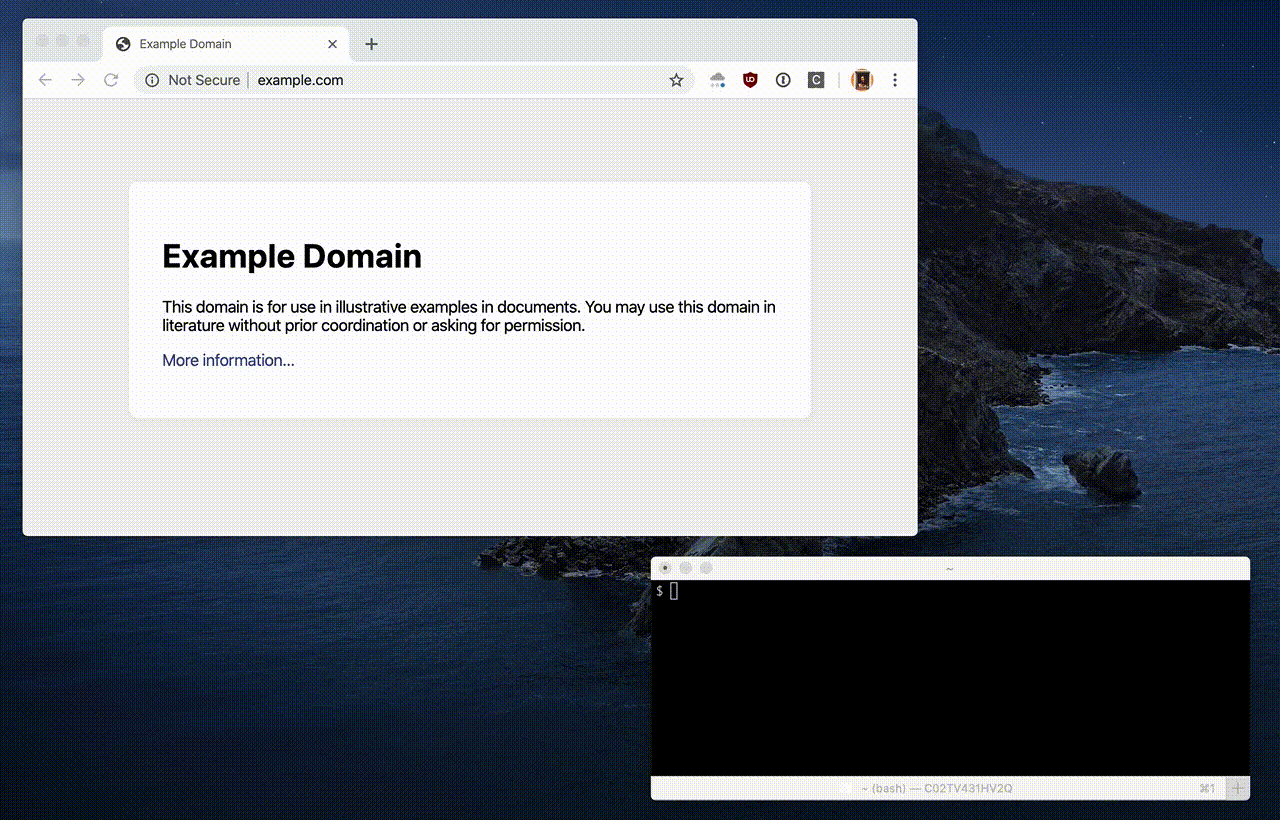 Example Domain
Not Secure
example.com
C
Example Domain
This domain is for use in illustrative examples in documents. You may use this domain in
literature without prior coordination or asking for permission.
More information...
~
$
~ (bash) — C02TV431HV2Q
⌘1